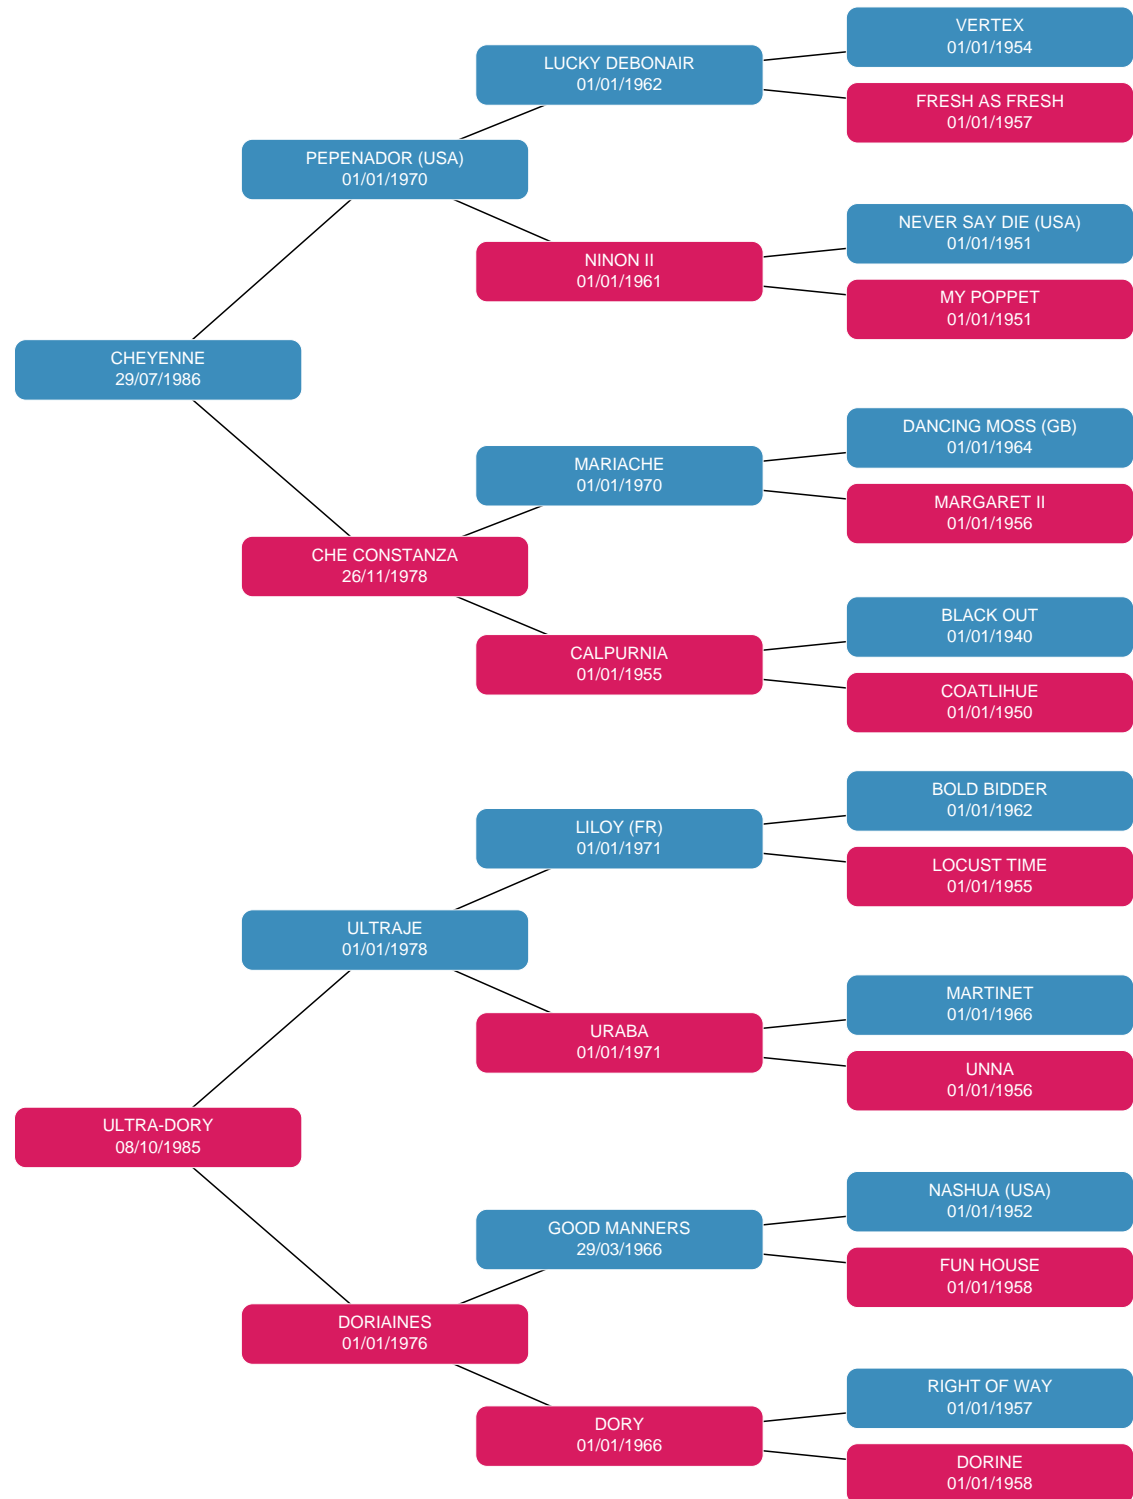 VERTEX
01/01/1954
LUCKY DEBONAIR
01/01/1962
FRESH AS FRESH
01/01/1957
PEPENADOR (USA)
01/01/1970
NEVER SAY DIE (USA)
01/01/1951
NINON II
01/01/1961
MY POPPET
01/01/1951
CHEYENNE
29/07/1986
DANCING MOSS (GB)
01/01/1964
MARIACHE
01/01/1970
MARGARET II
01/01/1956
CHE CONSTANZA
26/11/1978
BLACK OUT
01/01/1940
CALPURNIA
01/01/1955
COATLIHUE
01/01/1950
BOLD BIDDER
01/01/1962
LILOY (FR)
01/01/1971
LOCUST TIME
01/01/1955
ULTRAJE
01/01/1978
MARTINET
01/01/1966
URABA
01/01/1971
UNNA
01/01/1956
ULTRA-DORY
08/10/1985
NASHUA (USA)
01/01/1952
GOOD MANNERS
29/03/1966
FUN HOUSE
01/01/1958
DORIAINES
01/01/1976
RIGHT OF WAY
01/01/1957
DORY
01/01/1966
DORINE
01/01/1958